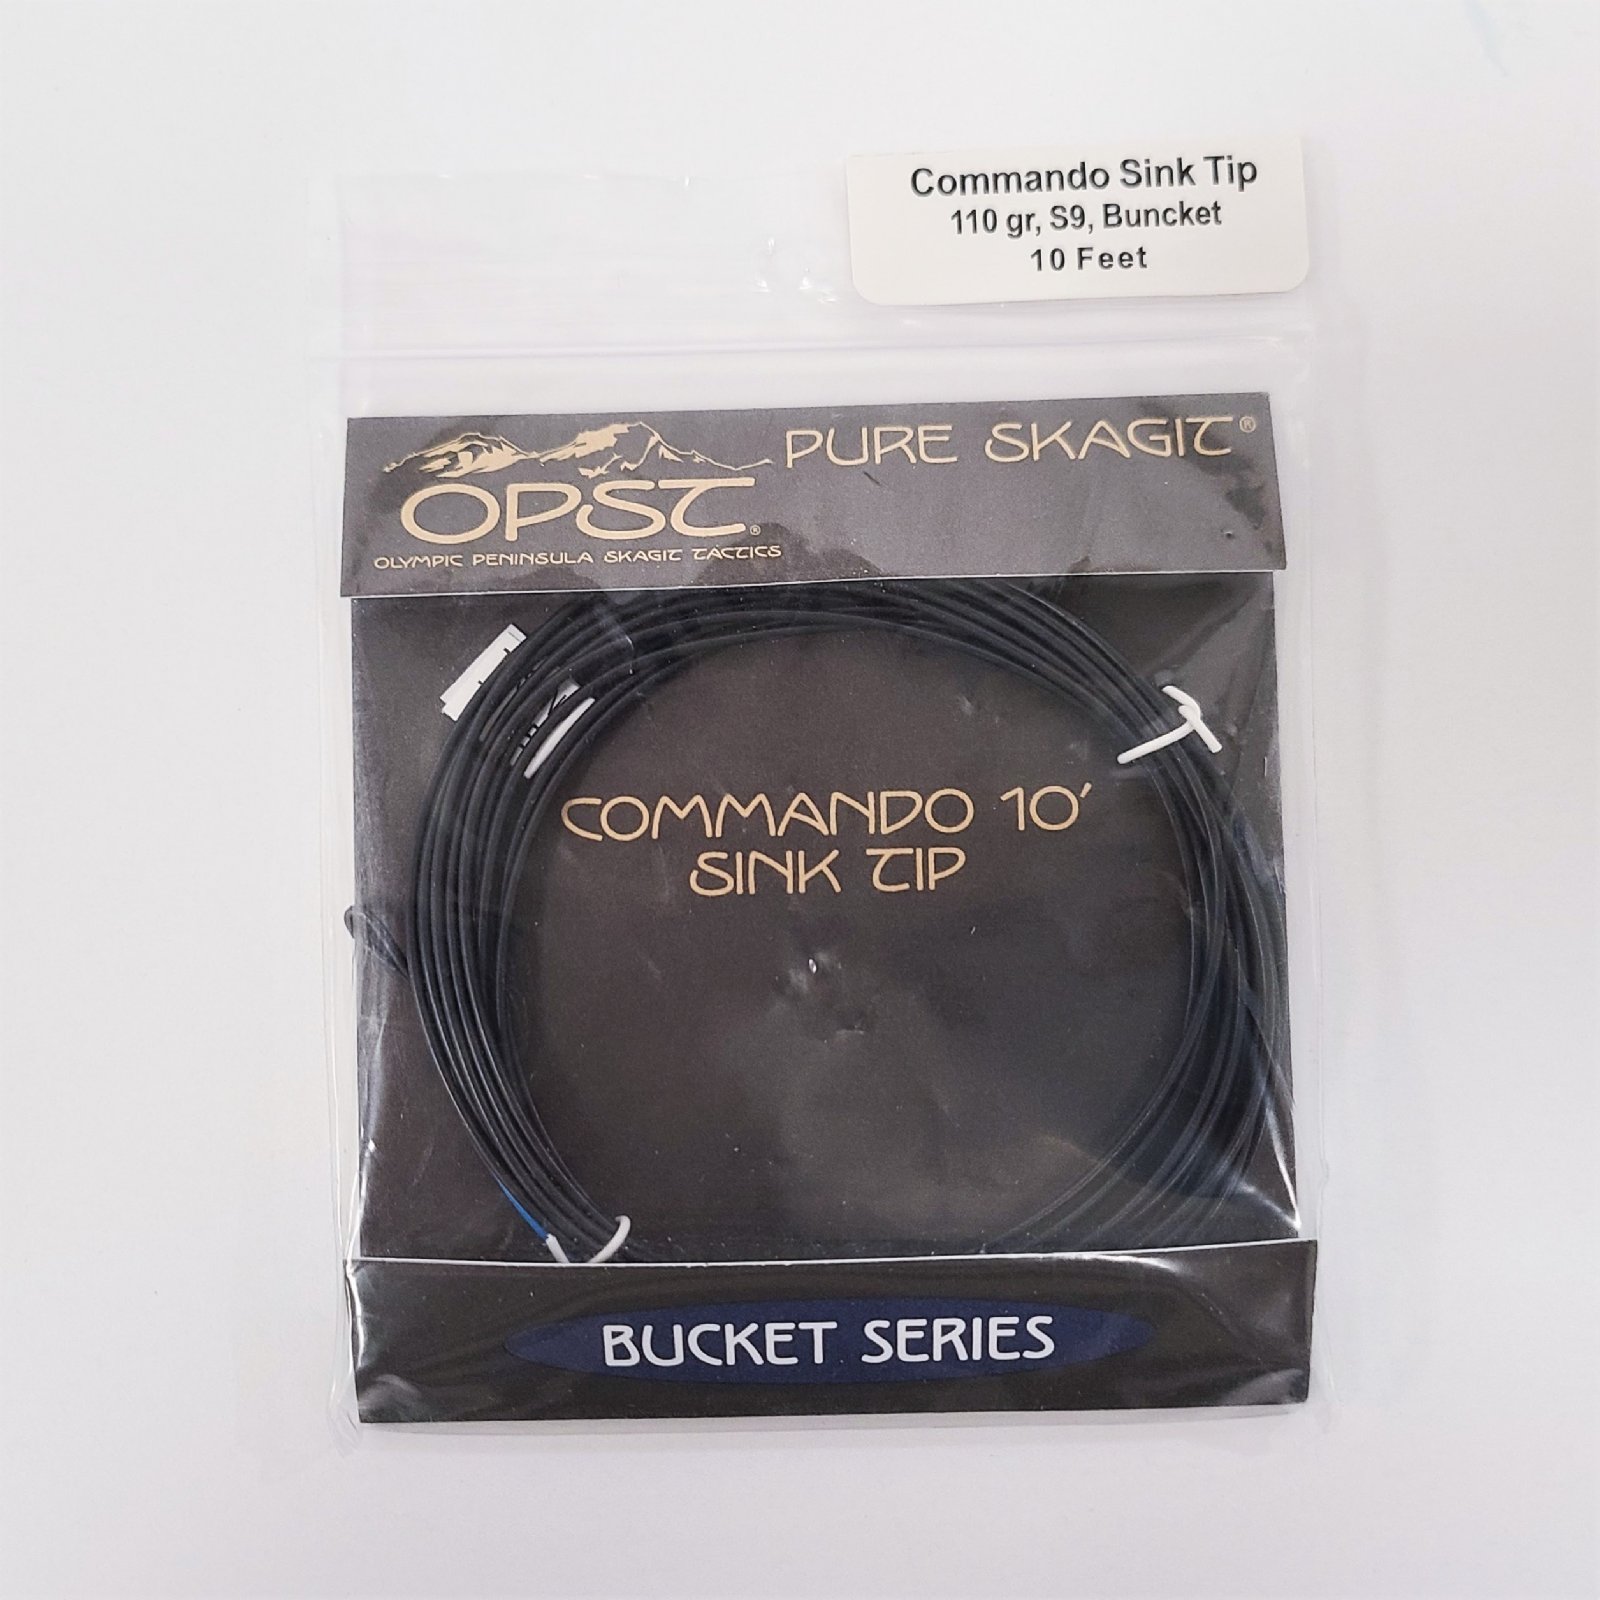 Commando Sink Tip
110 gr, S9, Buncket
10 Feet
PURE SKAGIT®
OPST®
OLYMPIC PENINSULA SKAGIT TACTICS
COMMANDO 10'
SINK TIP
BUCKET SERIES